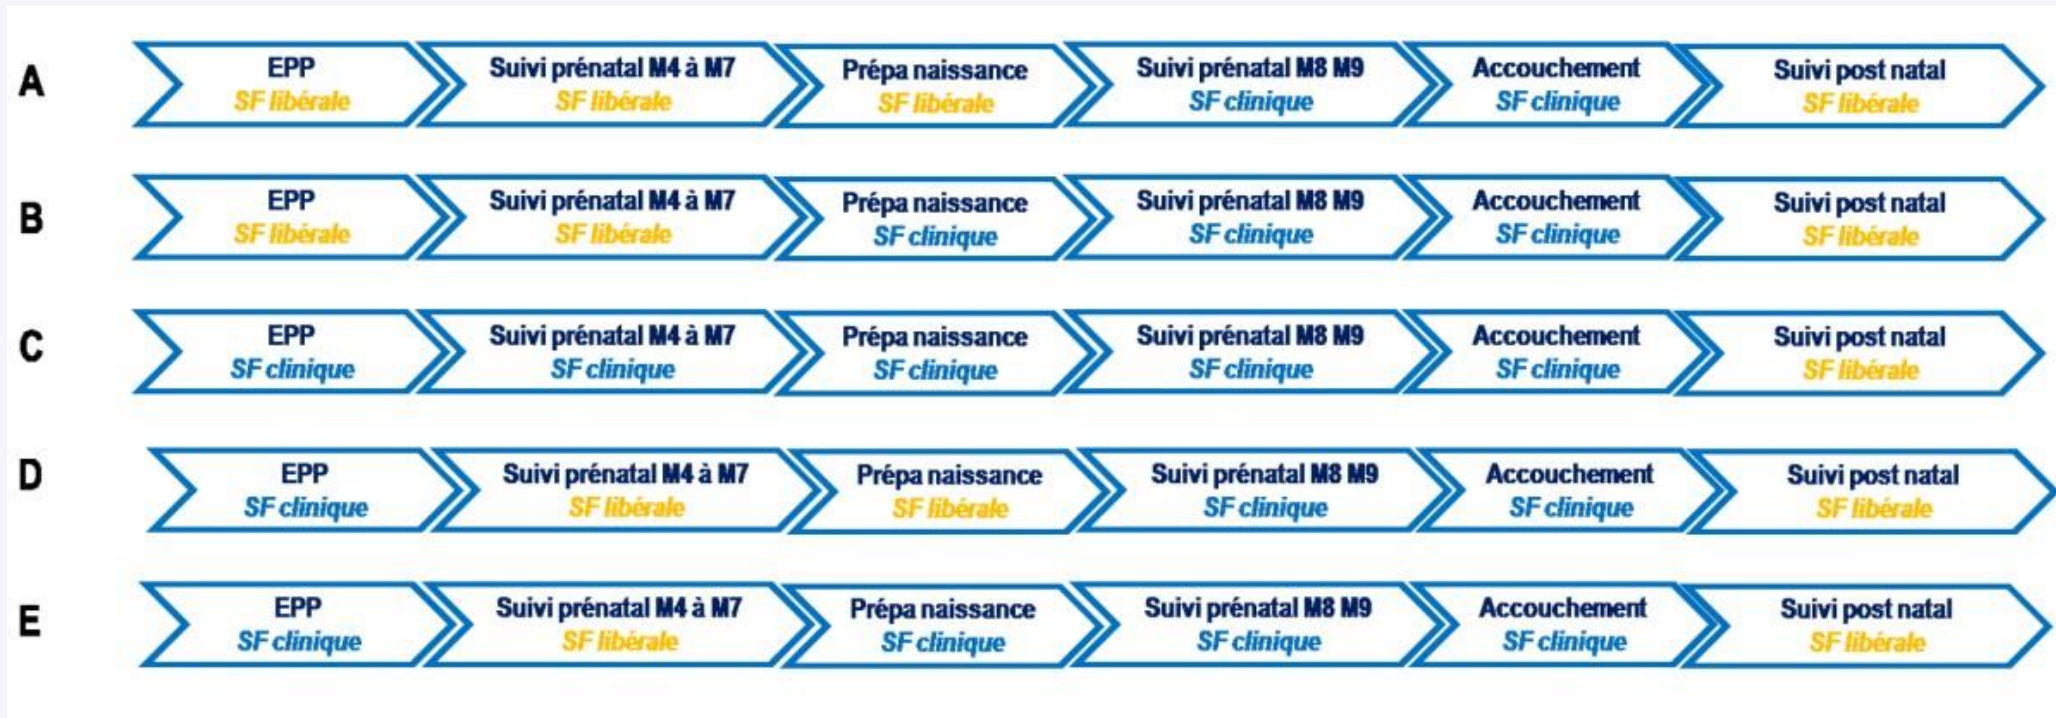 A
EPP
SF libérale
Suivi prénatal M4 à M7
SF libérale
Prépa naissance
SF libérale
Suivi prénatal M8 M9
SF clinique
Accouchement
SF clinique
Suivi post natal
SF libérale
B
EPP
SF libérale
Suivi prénatal M4 à M7
SF libérale
Prépa naissance
SF clinique
Suivi prénatal M8 M9
SF clinique
Accouchement
SF clinique
Suivi post natal
SF libérale
C
EPP
SF clinique
Suivi prénatal M4 à M7
SF clinique
Prépa naissance
SF clinique
Suivi prénatal M8 M9
SF clinique
Accouchement
SF clinique
Suivi post natal
SF libérale
D
EPP
SF clinique
Suivi prénatal M4 à M7
SF libérale
Prépa naissance
SF libérale
Suivi prénatal M8 M9
SF clinique
Accouchement
SF clinique
Suivi post natal
SF libérale
E
EPP
SF clinique
Suivi prénatal M4 à M7
SF libérale
Prépa naissance
SF clinique
Suivi prénatal M8 M9
SF clinique
Accouchement
SF clinique
Suivi post natal
SF libérale